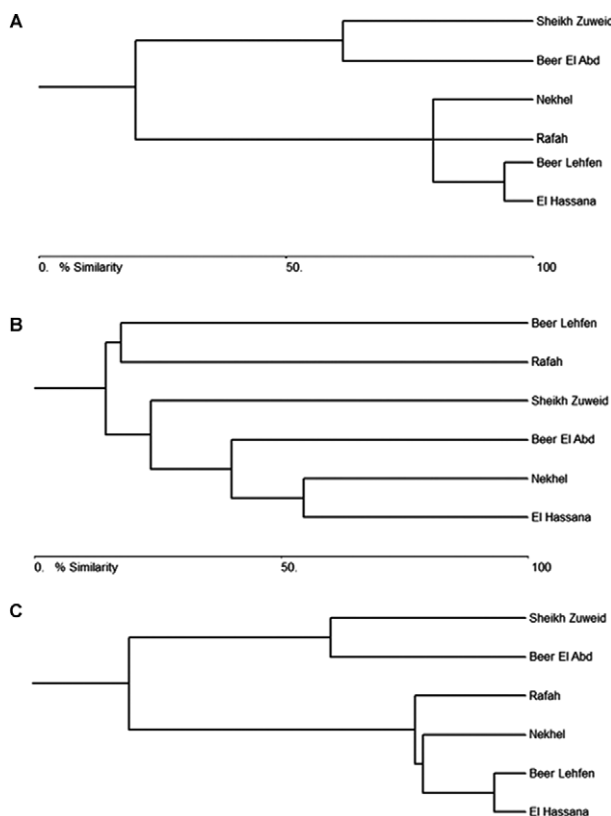 A
Sheikh Zuweid
Beer El Abd
Nekhel
Rafah
Beer Lehfen
El Hassana
0. % Similarity 50. 100
B
Beer Lehfen
Rafah
Sheikh Zuweid
Beer El Abd
Nekhel
El Hassana
0. % Similarity 50. 100
C
Sheikh Zuweid
Beer El Abd
Rafah
Nekhel
Beer Lehfen
El Hassana